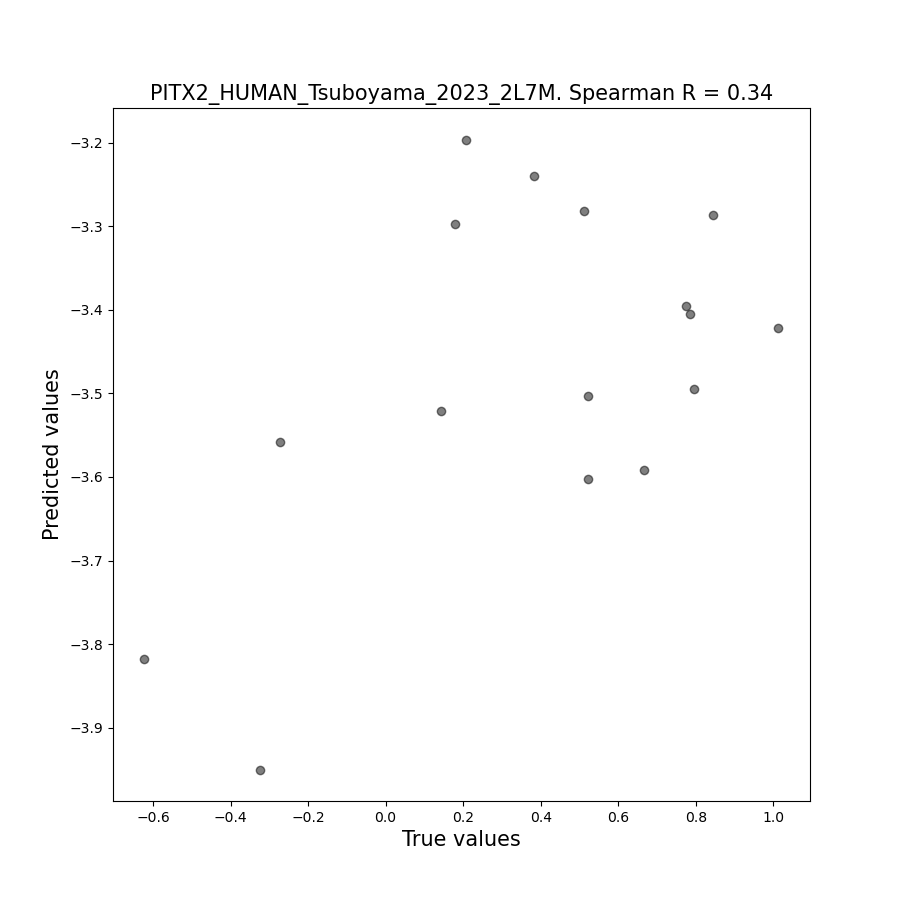 PITX2_HUMAN_Tsuboyama_2023_2L7M. Spearman R = 0.34
−3.2
−3.3
−3.4
−3.5
−3.6
−3.7
−3.8
−3.9
Predicted values
−0.6 −0.4 −0.2 0.0 0.2 0.4 0.6 0.8 1.0
True values